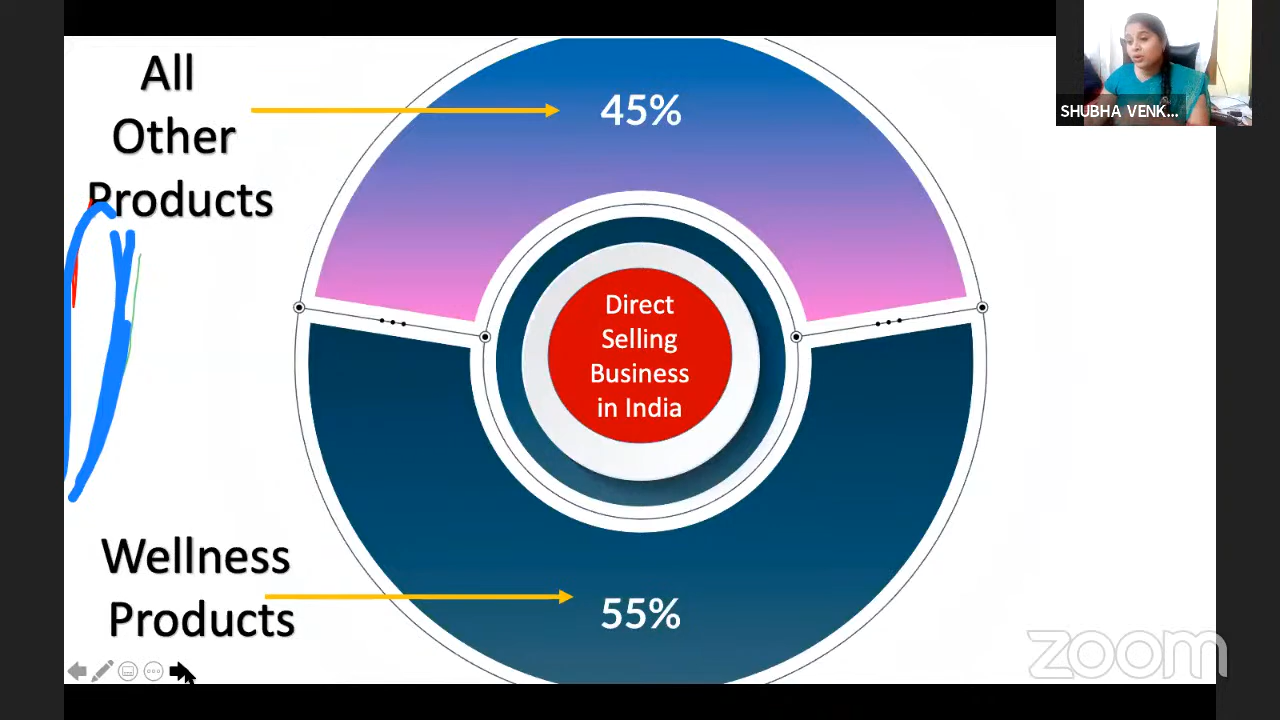 All
Other
Products
45%
SHUBHA VENK...
Direct
Selling
Business
in India
Wellness
Products
55%
zoom